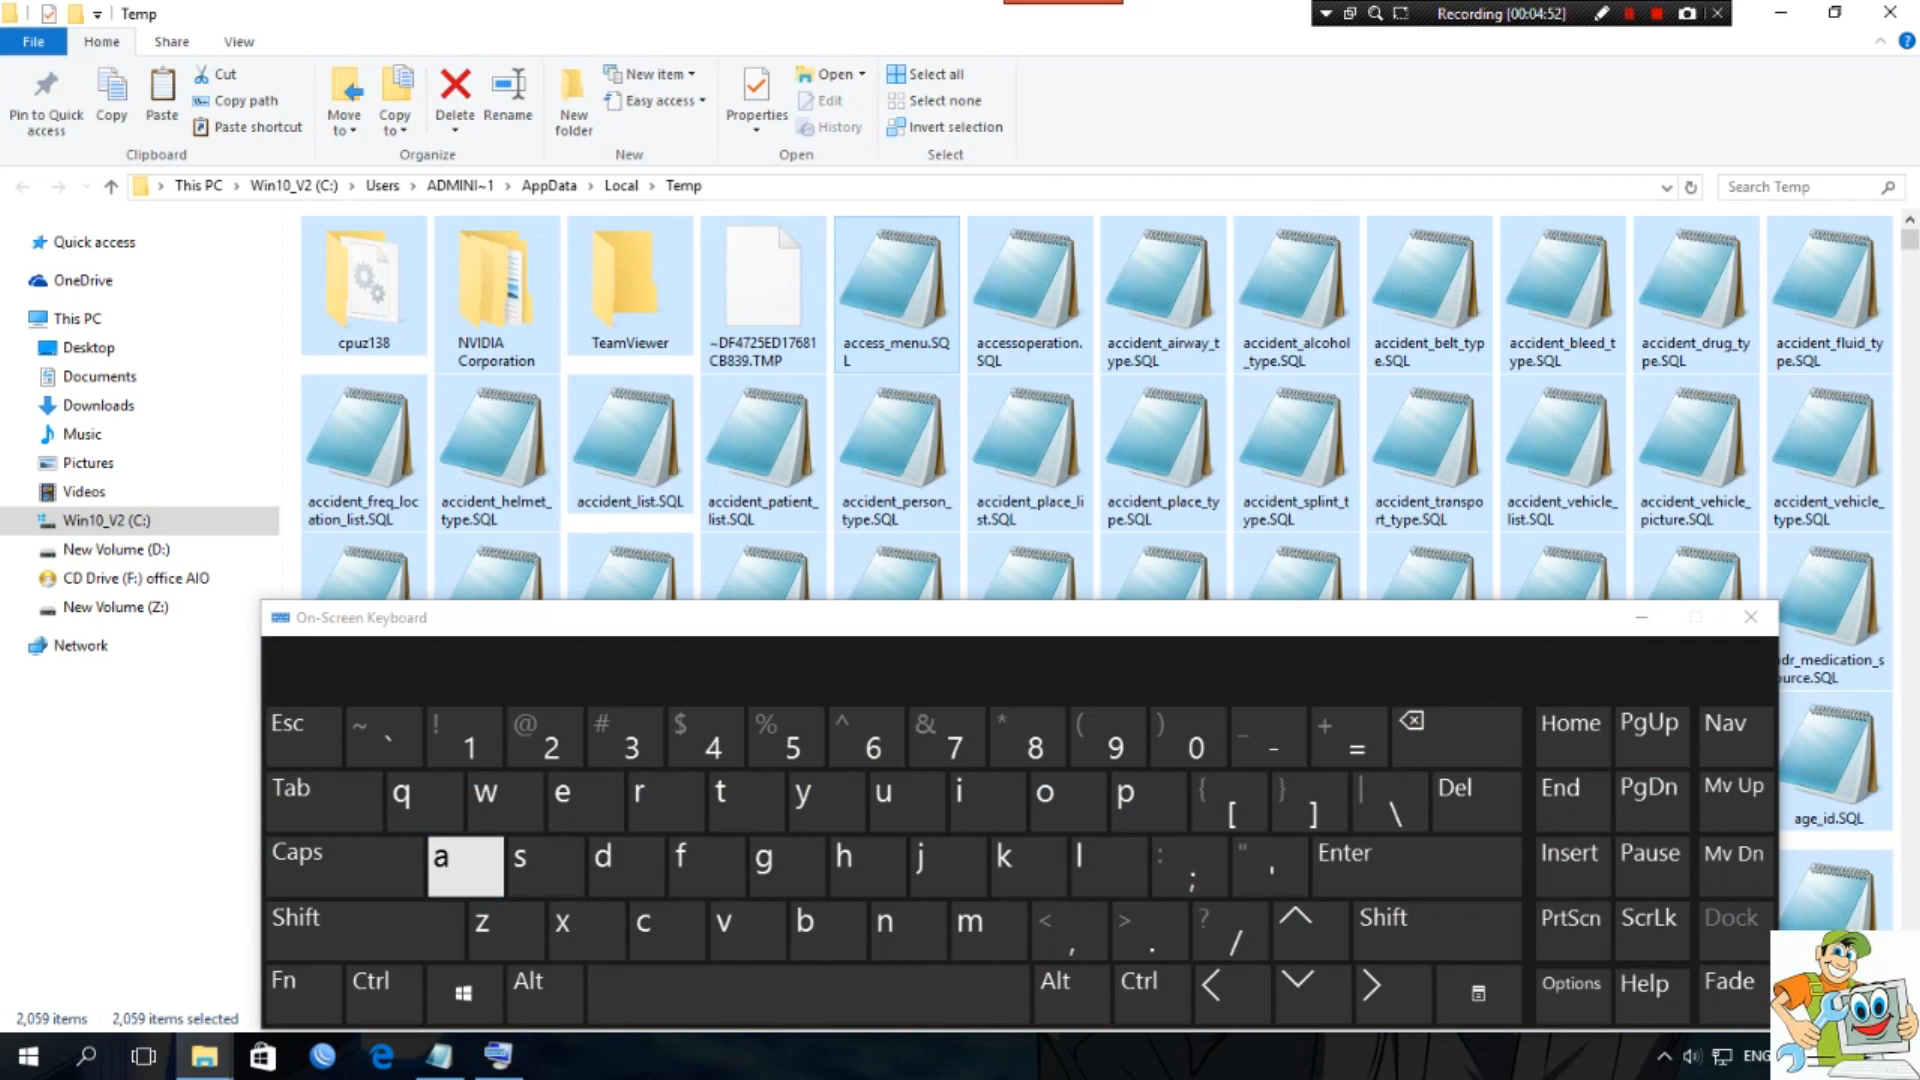 Temp
Recording [00:04:52]
File Home Share View
Pin to Quick access
Copy
Paste
Cut
Copy path
Paste shortcut
Clipboard
Move to
Copy to
Delete
Rename
Organize
New folder
New item
Easy access
New
Properties
Open
Edit
History
Open
Select all
Select none
Invert selection
Select
This PC > Win10_V2 (C:) > Users > ADMINI~1 > AppData > Local > Temp
Search Temp
Quick access
OneDrive
This PC
Desktop
Documents
Downloads
Music
Pictures
Videos
Win10_V2 (C:)
New Volume (D:)
CD Drive (F:) office AIO
New Volume (Z:)
Network
cpuz138
NVIDIA Corporation
TeamViewer
~DF4725ED17681CB839.TMP
access_menu.SQL
accessoperation.SQL
accident_airway_type.SQL
accident_alcohol_type.SQL
accident_belt_type.SQL
accident_bleed_type.SQL
accident_drug_type.SQL
accident_fluid_type.SQL
accident_freq_location_list.SQL
accident_helmet_type.SQL
accident_list.SQL
accident_patient_list.SQL
accident_person_type.SQL
accident_place_list.SQL
accident_place_type.SQL
accident_splint_type.SQL
accident_transport_type.SQL
accident_vehicle_list.SQL
accident_vehicle_picture.SQL
accident_vehicle_type.SQL
dr_medication_source.SQL
age_id.SQL
On-Screen Keyboard
Esc ~ ` ! 1 @ 2 # 3 $ 4 % 5 ^ 6 & 7 * 8 ( 9 ) 0 _ - + = Home PgUp Nav
Tab q w e r t y u i o p { [ } ] | \ Del End PgDn Mv Up
Caps a s d f g h j k l : ; " ' Enter Insert Pause Mv Dn
Shift z x c v b n m < , > . ? / Shift PrtScn ScrLk Dock
Fn Ctrl Alt Alt Ctrl Options Help Fade
2,059 items 2,059 items selected
ENG